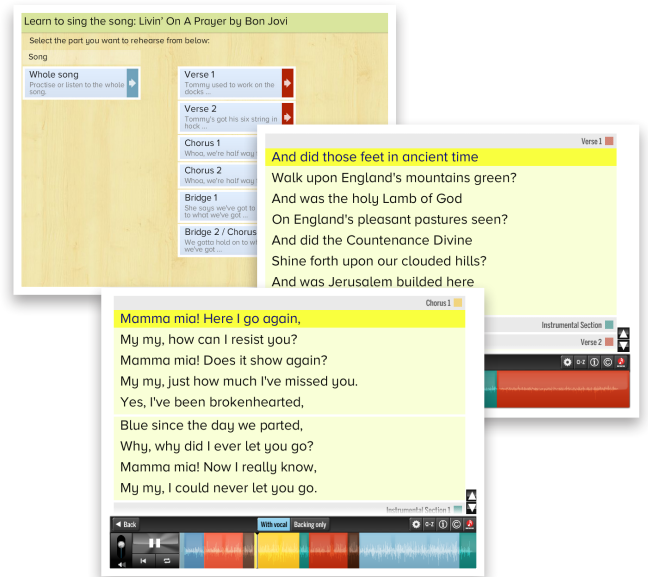 Learn to sing the song: Livin' On A Prayer by Bon Jovi
Select the part you want to rehearse from below:
Song
Whole song
Practise or listen to the whole
song.
Verse 1
Tommy used to work on the
docks ...
Verse 2
Tommy's got his six string in
hock ...
Chorus 1
Whoa, we're half way
Chorus 2
Whoa, we're half way
Bridge 1
She says we've got to
to what we've got ...
Bridge 2 / Chorus
We gotta hold on to
we've got ...
Verse 1
And did those feet in ancient time
Walk upon England's mountains green?
And was the holy Lamb of God
On England's pleasant pastures seen?
And did the Countenance Divine
Shine forth upon our clouded hills?
And was Jerusalem builded here
Instrumental Section
Verse 2
Chorus 1
Mamma mia! Here I go again,
My my, how can I resist you?
Mamma mia! Does it show again?
My my, just how much I've missed you.
Yes, I've been brokenhearted,
Blue since the day we parted,
Why, why did I ever let you go?
Mamma mia! Now I really know,
My my, I could never let you go.
Instrumental Section 1
Back
With vocal
Backing only